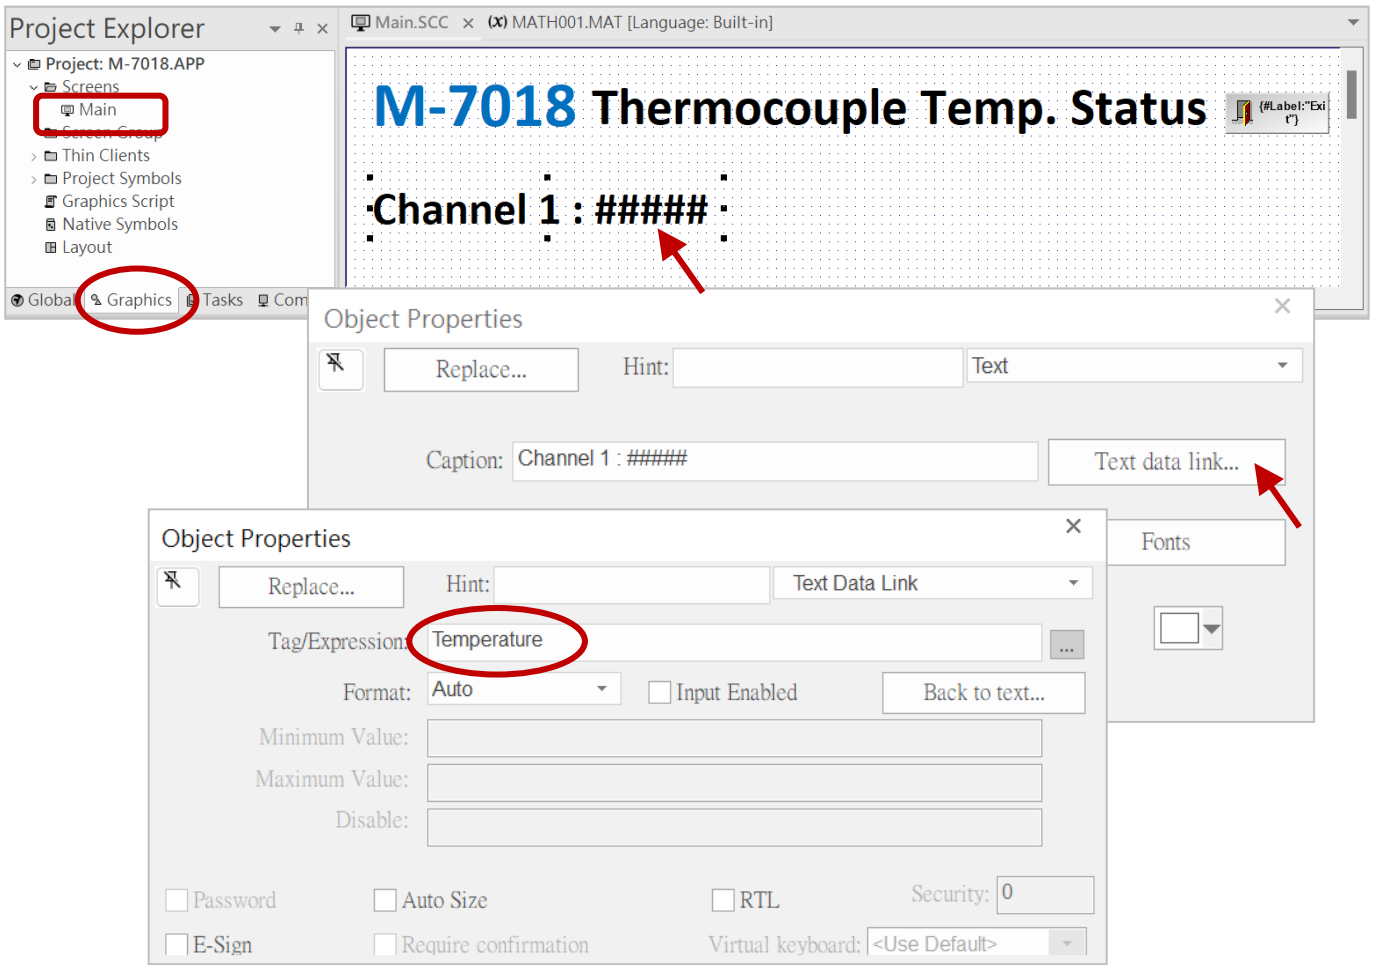 Project Explorer
Project: M-7018.APP
Screens
Main
Screen Group
Thin Clients
Project Symbols
Graphics Script
Native Symbols
Layout
Global Graphics Tasks Com
Main.SCC (x) MATH001.MAT [Language: Built-in]
M-7018 Thermocouple Temp. Status
{#Label:"Exi
t"}
Channel 1 : #####
Object Properties
Replace... Hint: Text
Caption: Channel 1 : ##### Text data link...
Fonts
Object Properties
Replace... Hint: Text Data Link
Tag/Expression: Temperature ...
Format: Auto Input Enabled Back to text...
Minimum Value:
Maximum Value:
Disable:
Password Auto Size RTL Security: 0
E-Sign Require confirmation Virtual keyboard: <Use Default>